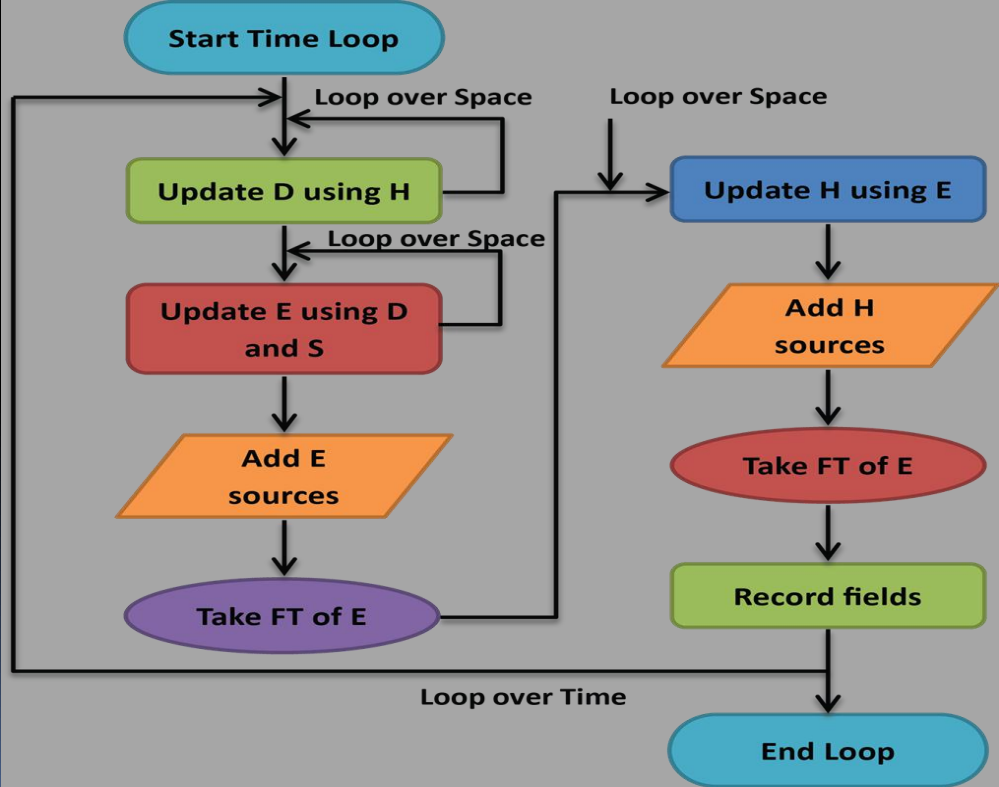 Start Time Loop
Loop over Space
Update D using H
Loop over Space
Update E using D
and S
Add E
sources
Take FT of E
Loop over Space
Update H using E
Add H
sources
Take FT of E
Record fields
Loop over Time
End Loop